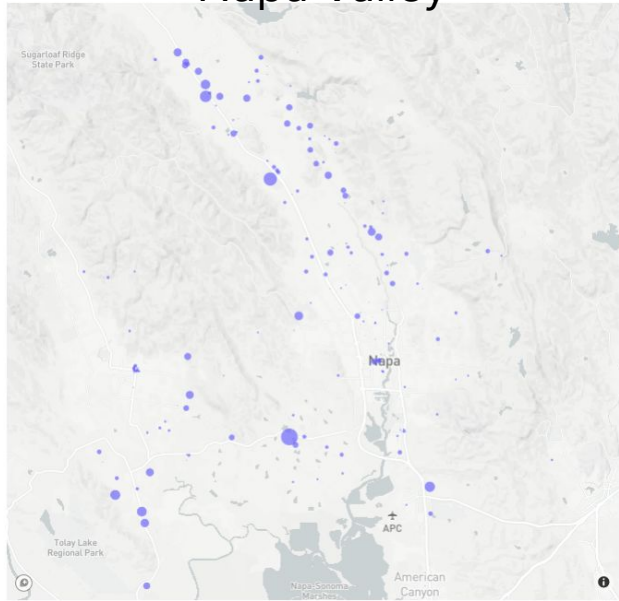 Napa Valley
Sugarloaf Ridge
State Park
Napa
APC
Tolay Lake
Regional Park
Napa-Sonoma
Marshes
American
Canyon